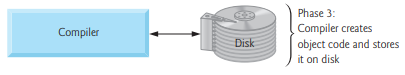 Compiler
Disk
Phase 3:
Compiler creates
object code and stores
it on disk